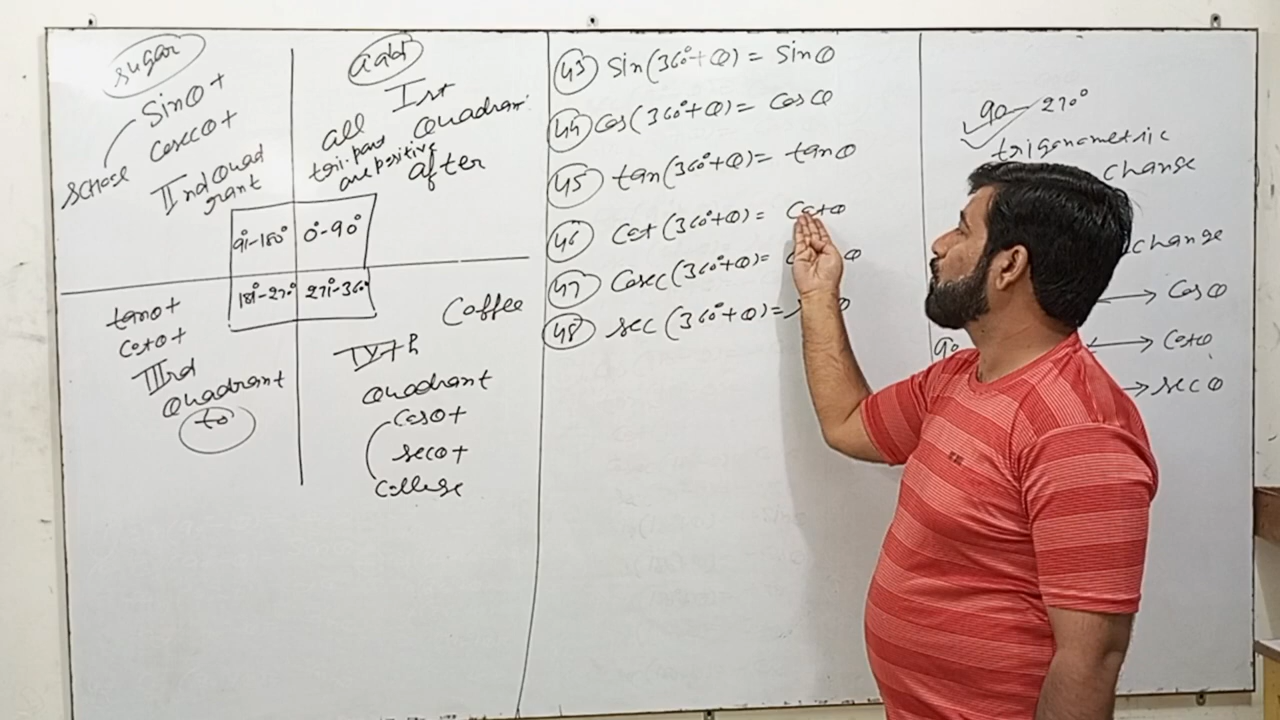 sugar
Sinθ+
Cosecθ+
School
IInd Quad
rant
add
Ist
Quadrant
all
tri. pars
are positive
after
91°-180°
0°-90°
181°-270°
271°-360°
tanθ+
Cotθ+
IIIrd
Quadrant
to
Coffee
IVth
Quadrant
Cosθ+
secθ+
College
43 Sin(360°+θ) = Sinθ
44 Cos(360°+θ) = Cosθ
45 tan(360°+θ) = tanθ
46 Cot(360°+θ) = Cotθ
47 Cosec(360°+θ) = θ
48 sec(360°+θ) = θ
90 - 270°
trigonometric
change
change
Cosθ
90
Cotθ
secθ